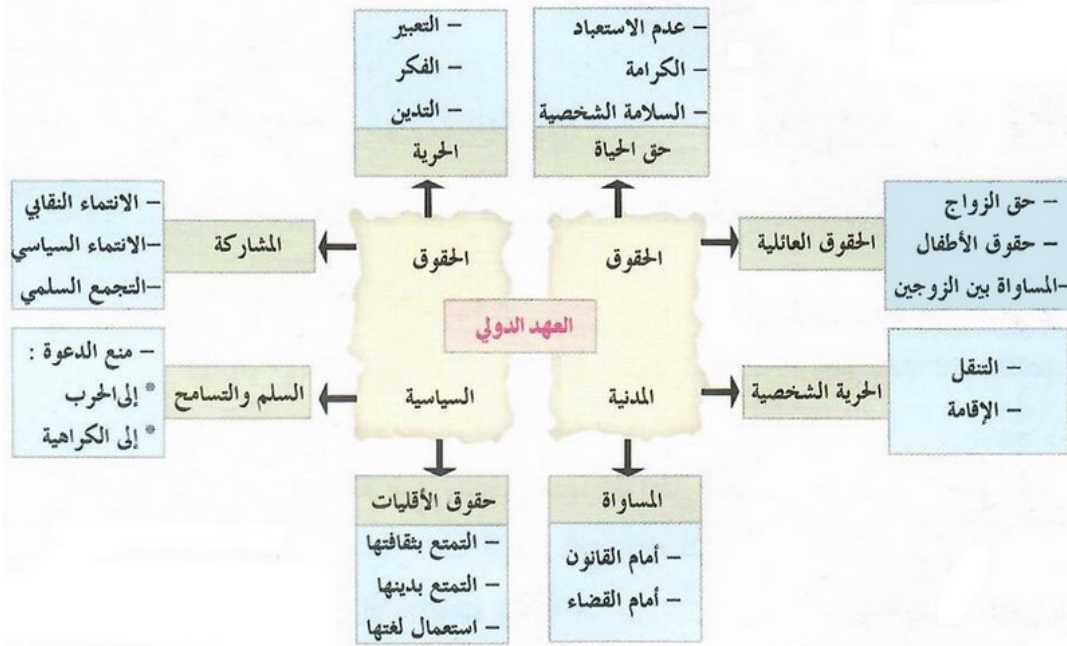 – عدم الاستعباد
– الكرامة
– السلامة الشخصية
حق الحياة
– التعبير
– الفكر
– التدين
الحرية
– حق الزواج
– حقوق الأطفال
–المساواة بين الزوجين
الحقوق العائلية
الحقوق
الحقوق
المشاركة
– الانتماء النقابي
–الانتماء السياسي
–التجمع السلمي
العهد الدولي
– التنقل
– الإقامة
الحرية الشخصية
المدنية
السياسية
السلم والتسامح
– منع الدعوة :
* إلى الحرب
* إلى الكراهية
المساواة
– أمام القانون
– أمام القضاء
حقوق الأقليات
– التمتع بثقافتها
– التمتع بدينها
– استعمال لغتها